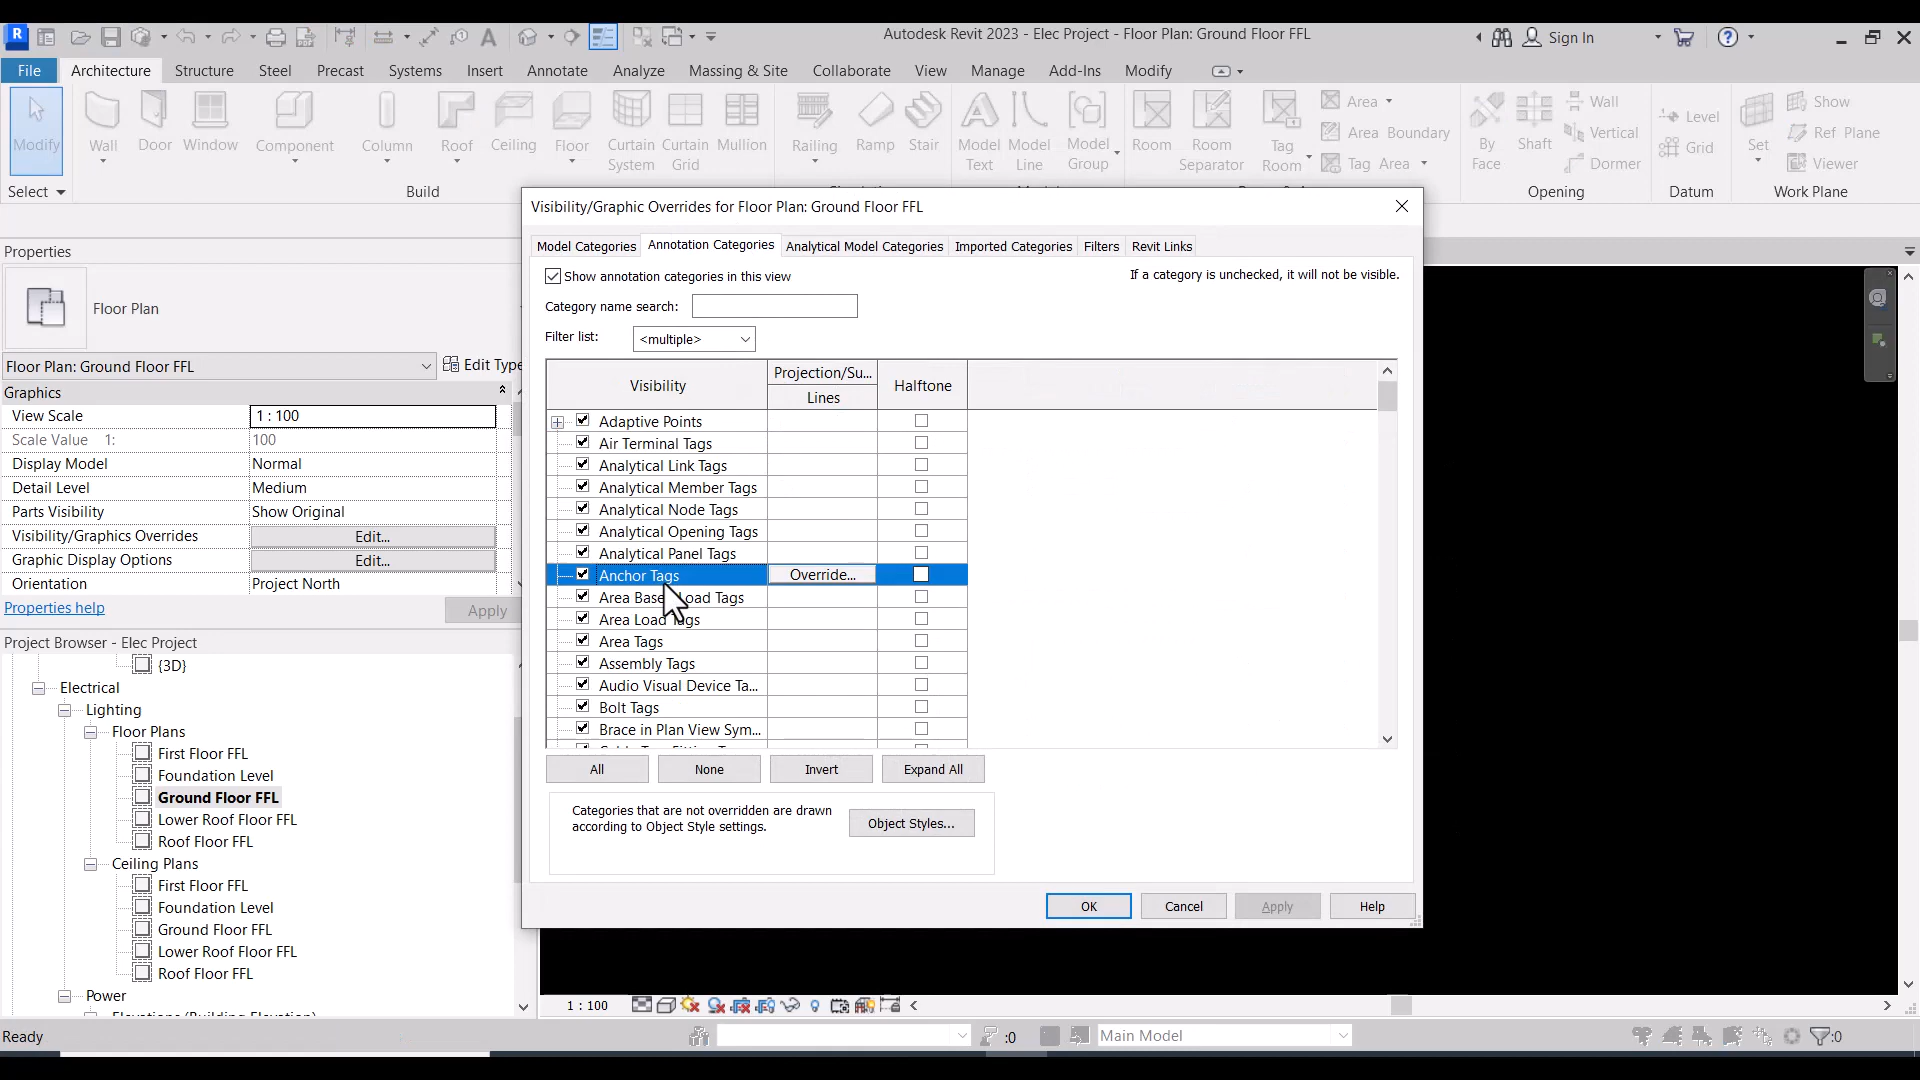 Autodesk Revit 2023 - Elec Project - Floor Plan: Ground Floor FFL
Sign In
File Architecture Structure Steel Precast Systems Insert Annotate Analyze Massing & Site Collaborate View Manage Add-Ins Modify
Modify Wall Door Window Component Column Roof Ceiling Floor Curtain System Curtain Grid Mullion Railing Ramp Stair Model Text Model Line Model Group Room Room Separator Tag Room
Area
Area Boundary
Tag Area
By Face
Shaft
Wall
Vertical
Dormer
Level
Grid
Set
Show
Ref Plane
Viewer
Select Build Opening Datum Work Plane
Properties
Floor Plan
Floor Plan: Ground Floor FFL Edit Type
Graphics
View Scale 1 : 100
Scale Value 1: 100
Display Model Normal
Detail Level Medium
Parts Visibility Show Original
Visibility/Graphics Overrides Edit...
Graphic Display Options Edit...
Orientation Project North
Properties help Apply
Project Browser - Elec Project
{3D}
Electrical
Lighting
Floor Plans
First Floor FFL
Foundation Level
Ground Floor FFL
Lower Roof Floor FFL
Roof Floor FFL
Ceiling Plans
First Floor FFL
Foundation Level
Ground Floor FFL
Lower Roof Floor FFL
Roof Floor FFL
Power
Visibility/Graphic Overrides for Floor Plan: Ground Floor FFL
Model Categories Annotation Categories Analytical Model Categories Imported Categories Filters Revit Links
Show annotation categories in this view
If a category is unchecked, it will not be visible.
Category name search:
Filter list: <multiple>
Visibility Projection/Su... Lines Halftone
Adaptive Points
Air Terminal Tags
Analytical Link Tags
Analytical Member Tags
Analytical Node Tags
Analytical Opening Tags
Analytical Panel Tags
Anchor Tags Override...
Area Base Load Tags
Area Load Tags
Area Tags
Assembly Tags
Audio Visual Device Ta...
Bolt Tags
Brace in Plan View Sym...
All None Invert Expand All
Categories that are not overridden are drawn
according to Object Style settings.
Object Styles...
OK Cancel Apply Help
1 : 100
Ready :0 Main Model :0